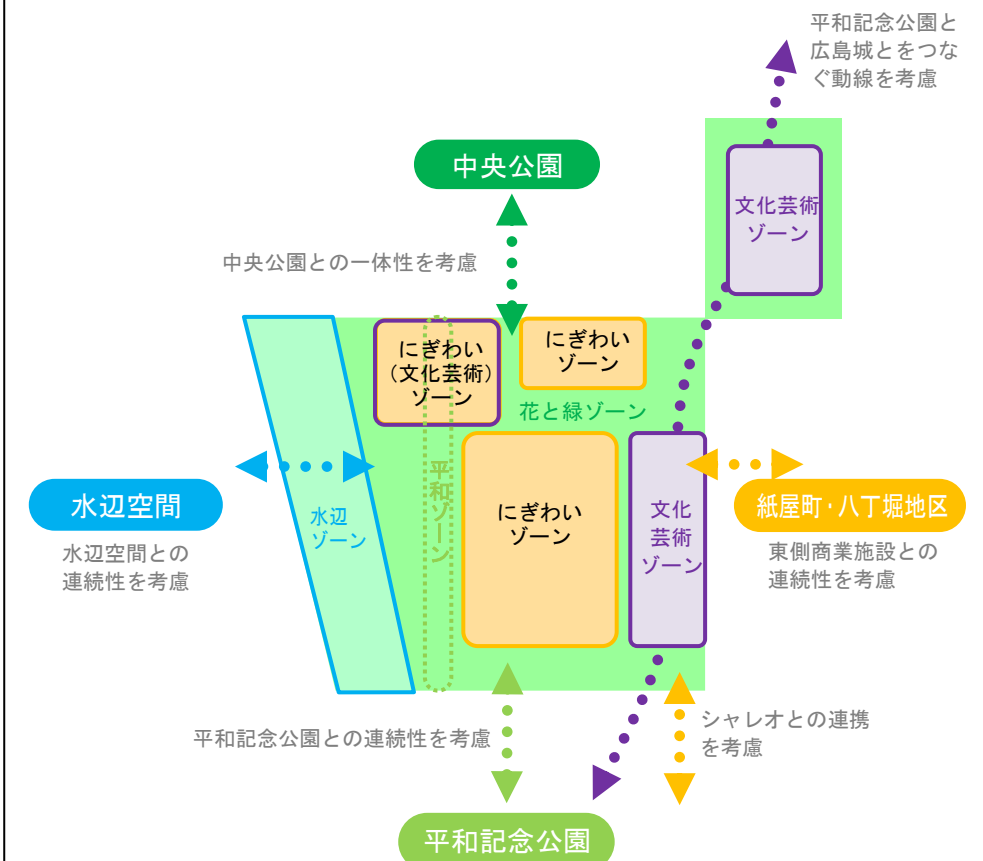 平和記念公園と
広島城とをつな
ぐ動線を考慮
中央公園
文化芸術
ゾーン
中央公園との一体性を考慮
にぎわい
（文化芸術）
ゾーン
にぎわい
ゾーン
花と緑ゾーン
平和ゾーン
水辺空間
水辺空間との
連続性を考慮
水辺
ゾーン
にぎわい
ゾーン
文化
芸術
ゾーン
紙屋町・八丁堀地区
東側商業施設との
連続性を考慮
平和記念公園との連続性を考慮
シャレオとの連携
を考慮
平和記念公園